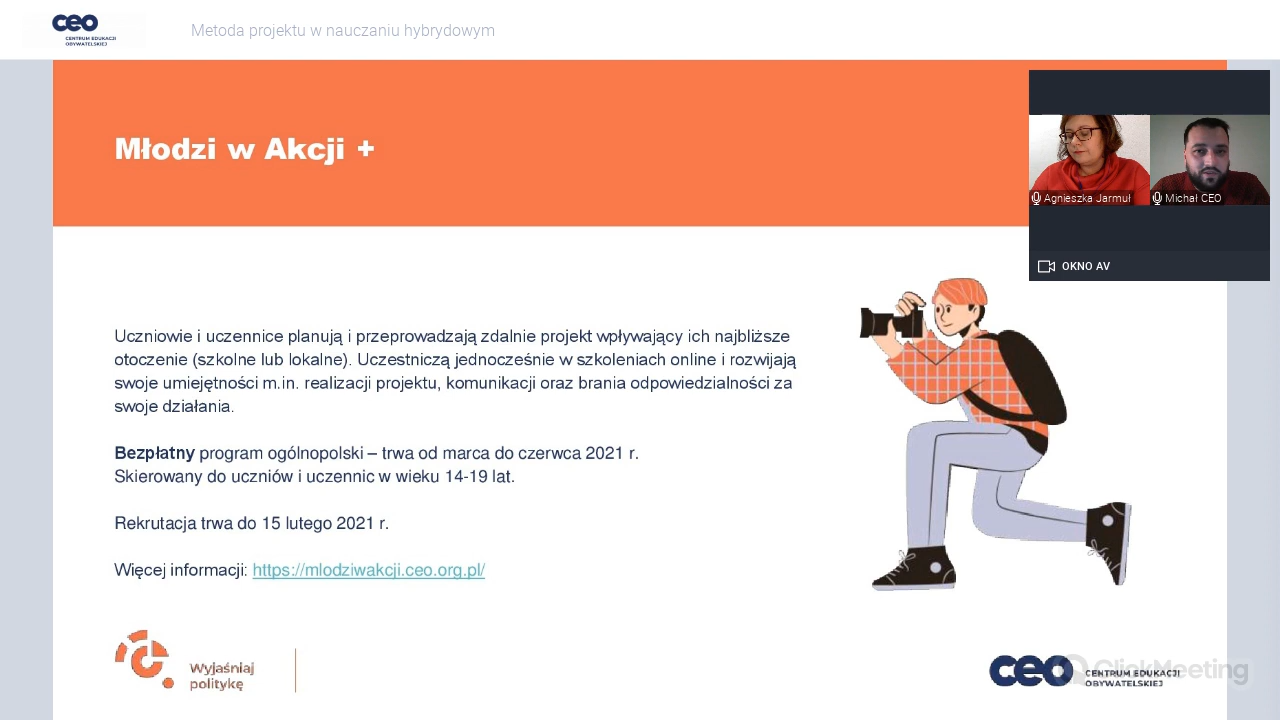 ceo
CENTRUM EDUKACJI
OBYWATELSKIEJ
Metoda projektu w nauczaniu hybrydowym
Młodzi w Akcji +
Agnieszka Jarmuł
Michał CEO
OKNO AV
Uczniowie i uczennice planują i przeprowadzają zdalnie projekt wpływający ich najbliższe
otoczenie (szkolne lub lokalne). Uczestniczą jednocześnie w szkoleniach online i rozwijają
swoje umiejętności m.in. realizacji projektu, komunikacji oraz brania odpowiedzialności za
swoje działania.
Bezpłatny program ogólnopolski – trwa od marca do czerwca 2021 r.
Skierowany do uczniów i uczennic w wieku 14-19 lat.
Rekrutacja trwa do 15 lutego 2021 r.
Więcej informacji: https://mlodziwakcji.ceo.org.pl/
Wyjaśniaj
politykę
ceo
CENTRUM EDUKACJI
OBYWATELSKIEJ
ClickMeeting